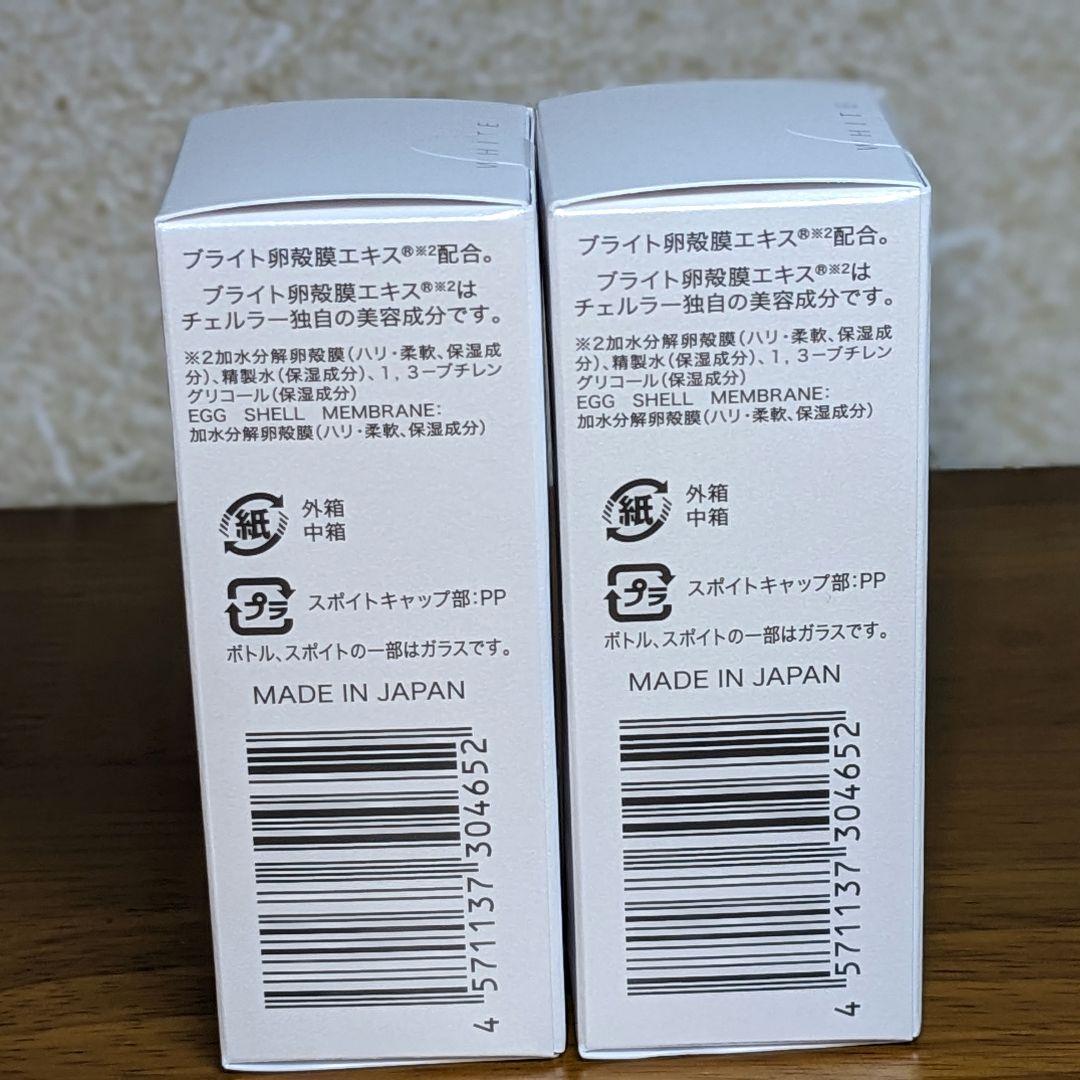 WHITE
ブライト卵殻膜エキス®※2配合。
ブライト卵殻膜エキス®※2は
チェルラー独自の美容成分です。
※2加水分解卵殻膜(ハリ・柔軟、保湿成
分)、精製水(保湿成分)、1,3ーブチレン
グリコール(保湿成分)
EGG SHELL MEMBRANE:
加水分解卵殻膜(ハリ・柔軟、保湿成分)
紙
外箱
中箱
プラ
スポイトキャップ部:PP
ボトル、スポイトの一部はガラスです。
MADE IN JAPAN
4 571137 304652
WHITE
ブライト卵殻膜エキス®※2配合。
ブライト卵殻膜エキス®※2は
チェルラー独自の美容成分です。
※2加水分解卵殻膜(ハリ・柔軟、保湿成
分)、精製水(保湿成分)、1,3ーブチレン
グリコール(保湿成分)
EGG SHELL MEMBRANE:
加水分解卵殻膜(ハリ・柔軟、保湿成分)
紙
外箱
中箱
プラ
スポイトキャップ部:PP
ボトル、スポイトの一部はガラスです。
MADE IN JAPAN
4 571137 304652